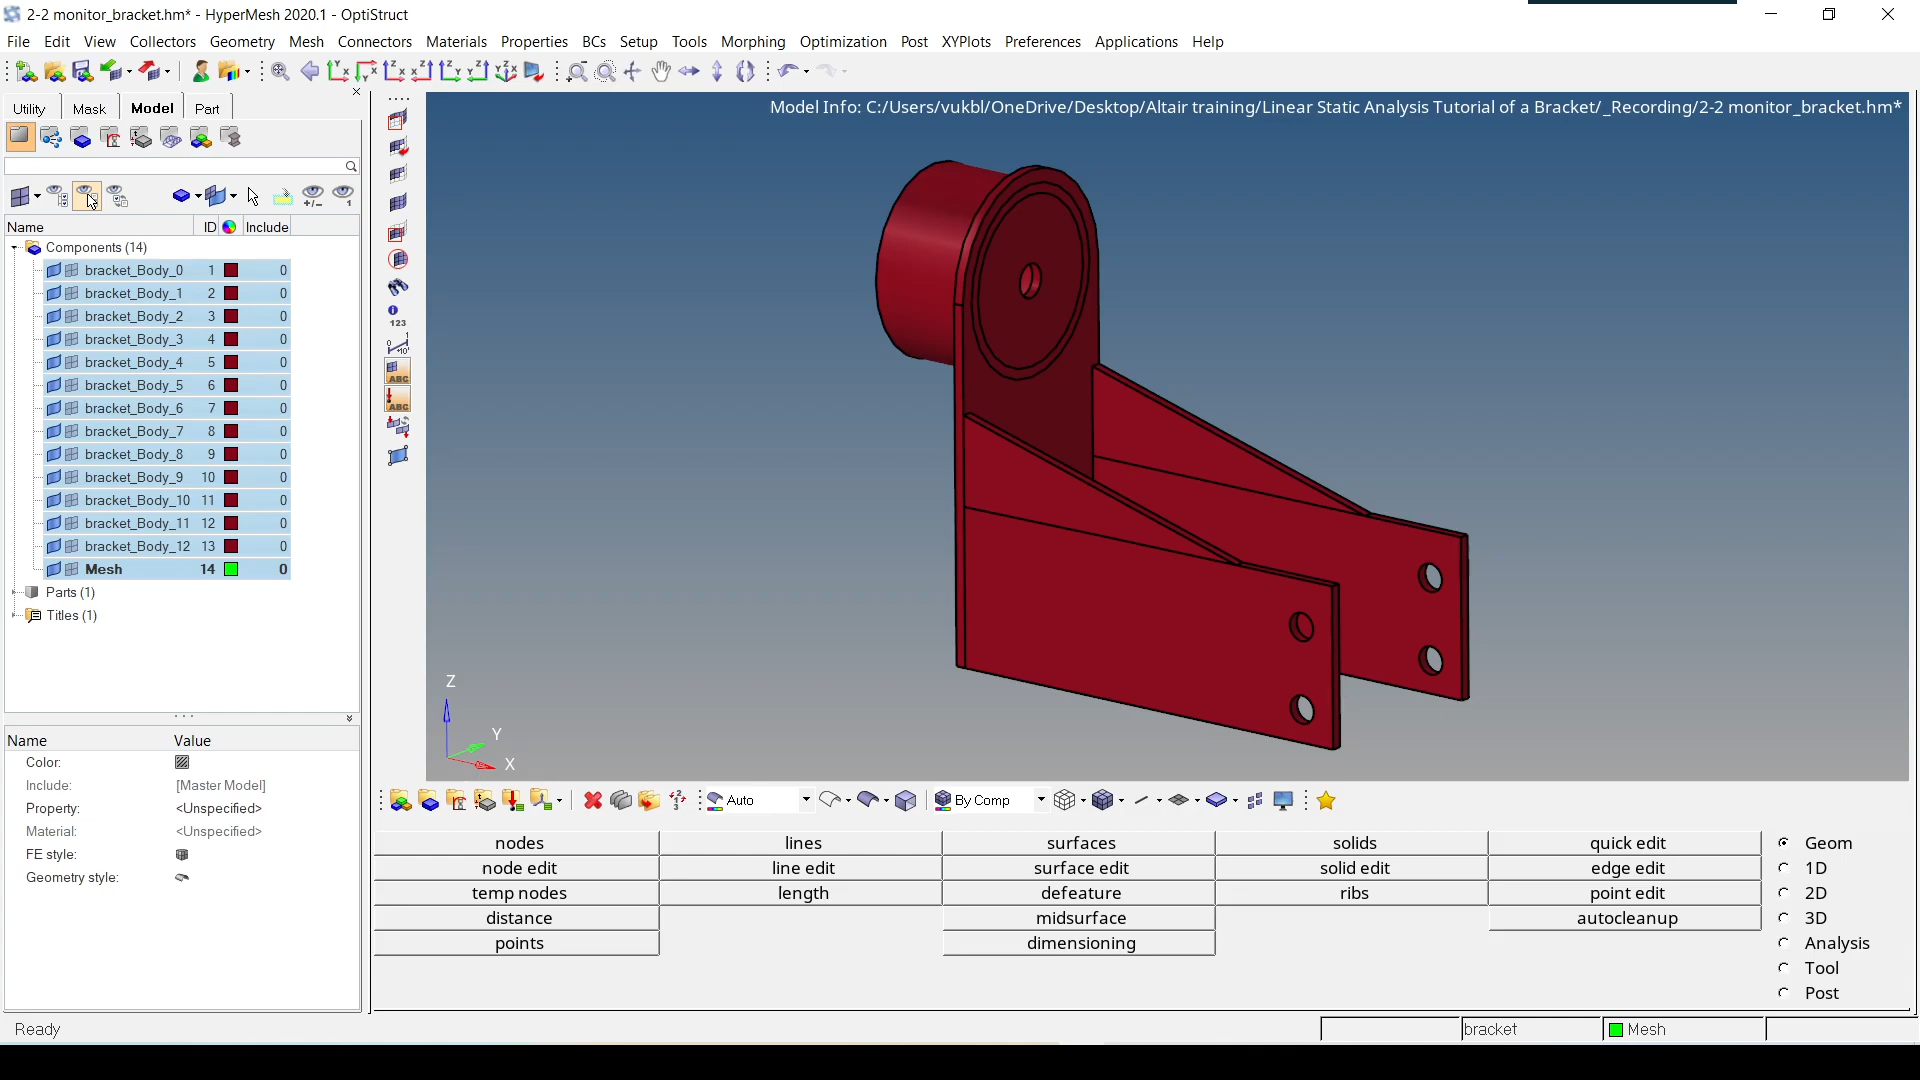 2-2 monitor_bracket.hm* - HyperMesh 2020.1 - OptiStruct
File Edit View Collectors Geometry Mesh Connectors Materials Properties BCs Setup Tools Morphing Optimization Post XYPlots Preferences Applications Help
Utility Mask Model Part
Name ID Include
Components (14)
bracket_Body_0 1 0
bracket_Body_1 2 0
bracket_Body_2 3 0
bracket_Body_3 4 0
bracket_Body_4 5 0
bracket_Body_5 6 0
bracket_Body_6 7 0
bracket_Body_7 8 0
bracket_Body_8 9 0
bracket_Body_9 10 0
bracket_Body_10 11 0
bracket_Body_11 12 0
bracket_Body_12 13 0
Mesh 14 0
Parts (1)
Titles (1)
Name Value
Color:
Include: [Master Model]
Property: <Unspecified>
Material: <Unspecified>
FE style:
Geometry style:
123
ABC
ABC
Model Info: C:/Users/vukbl/OneDrive/Desktop/Altair training/Linear Static Analysis Tutorial of a Bracket/_Recording/2-2 monitor_bracket.hm*
Z
Y
X
Auto By Comp
nodes lines surfaces solids quick edit Geom
node edit line edit surface edit solid edit edge edit 1D
temp nodes length defeature ribs point edit 2D
distance midsurface autocleanup 3D
points dimensioning Analysis
Tool
Post
Ready bracket Mesh